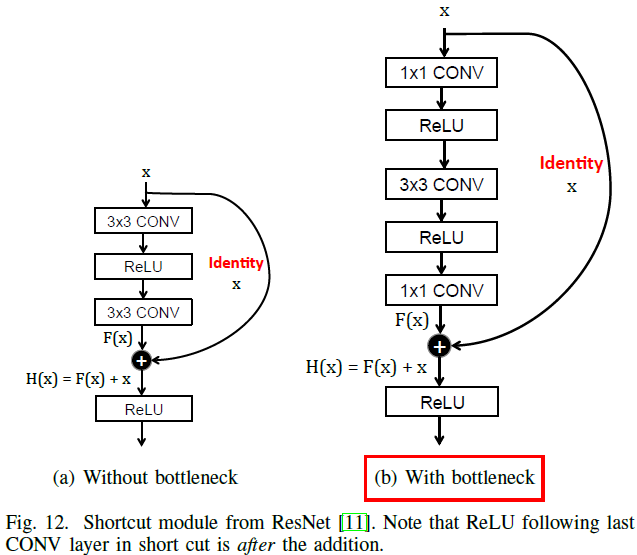 x
3x3 CONV
ReLU
Identity
x
3x3 CONV
F(x)
+
H(x) = F(x) + x
ReLU
(a) Without bottleneck
x
1x1 CONV
ReLU
Identity
x
3x3 CONV
ReLU
1x1 CONV
F(x)
+
H(x) = F(x) + x
ReLU
(b) With bottleneck
Fig. 12. Shortcut module from ResNet [11]. Note that ReLU following last
CONV layer in short cut is after the addition.